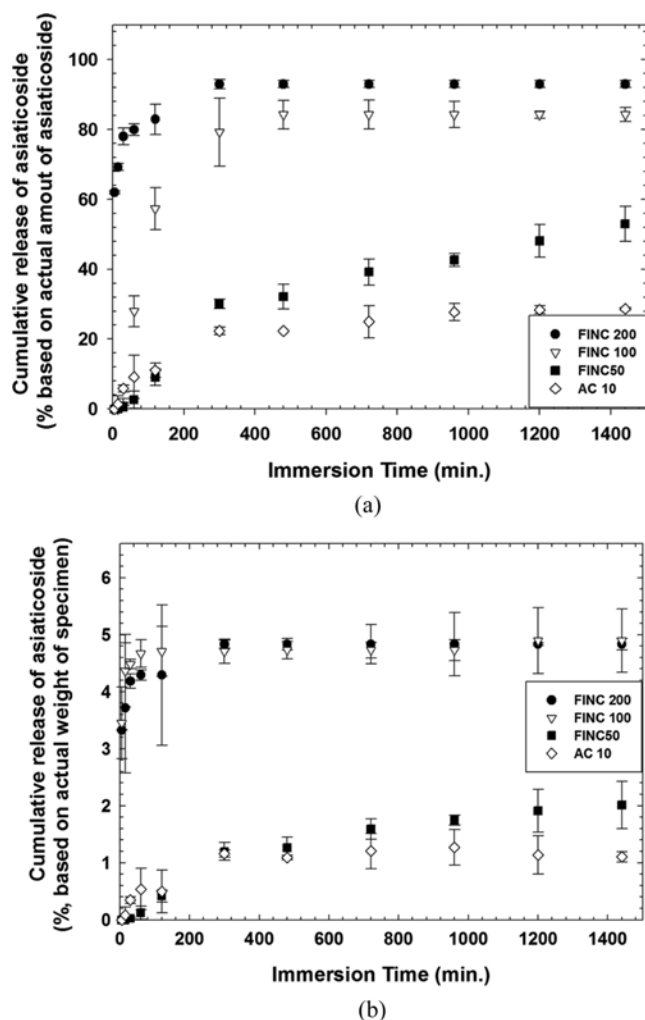 Cumulative release of asiaticoside
(% based on actual amout of asiaticoside)
100
80
60
40
20
0
FINC 200
FINC 100
FINC50
AC 10
0 200 400 600 800 1000 1200 1400
Immersion Time (min.)
(a)
Cumulative release of asiaticoside
(%, based on actual weight of specimen)
6
5
4
3
2
1
0
FINC 200
FINC 100
FINC50
AC 10
0 200 400 600 800 1000 1200 1400
Immersion Time (min.)
(b)